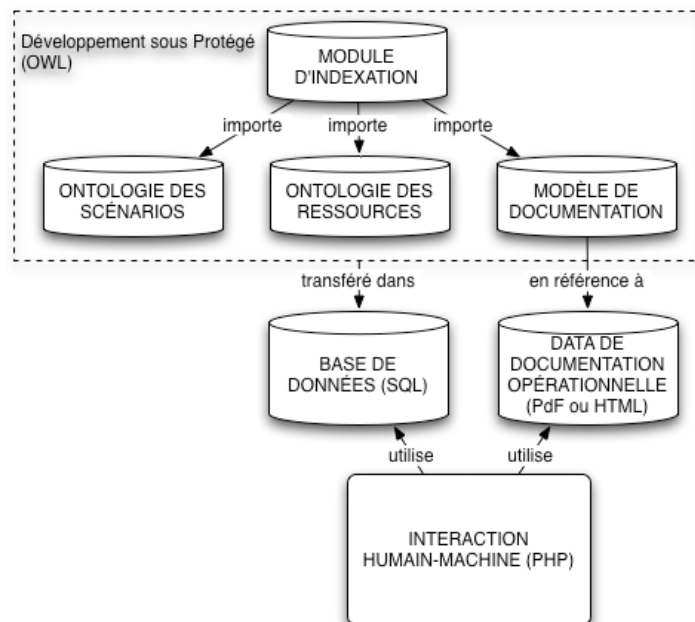 Développement sous Protégé
(OWL)
MODULE
D'INDEXATION
importe
importe
importe
ONTOLOGIE DES
SCÉNARIOS
ONTOLOGIE DES
RESSOURCES
MODÈLE DE
DOCUMENTATION
transféré dans
en référence à
BASE DE
DONNÉES (SQL)
DATA DE
DOCUMENTATION
OPÉRATIONNELLE
(PdF ou HTML)
utilise
utilise
INTERACTION
HUMAIN-MACHINE (PHP)